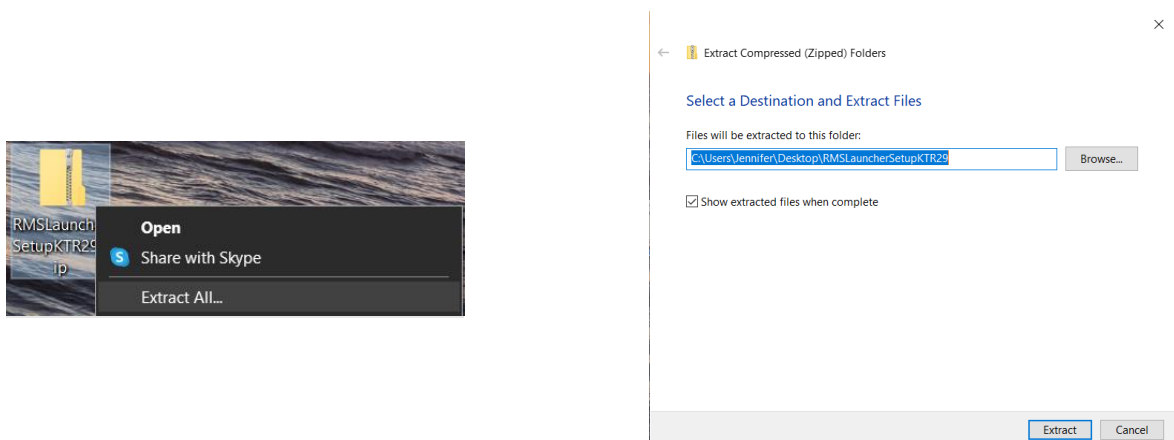 RMSLaunch
SetupKTR29
ip
Open
Share with Skype
Extract All...
Extract Compressed (Zipped) Folders
Select a Destination and Extract Files
Files will be extracted to this folder:
C:\Users\Jennifer\Desktop\RMSLauncherSetupKTR29
Browse...
Show extracted files when complete
Extract
Cancel